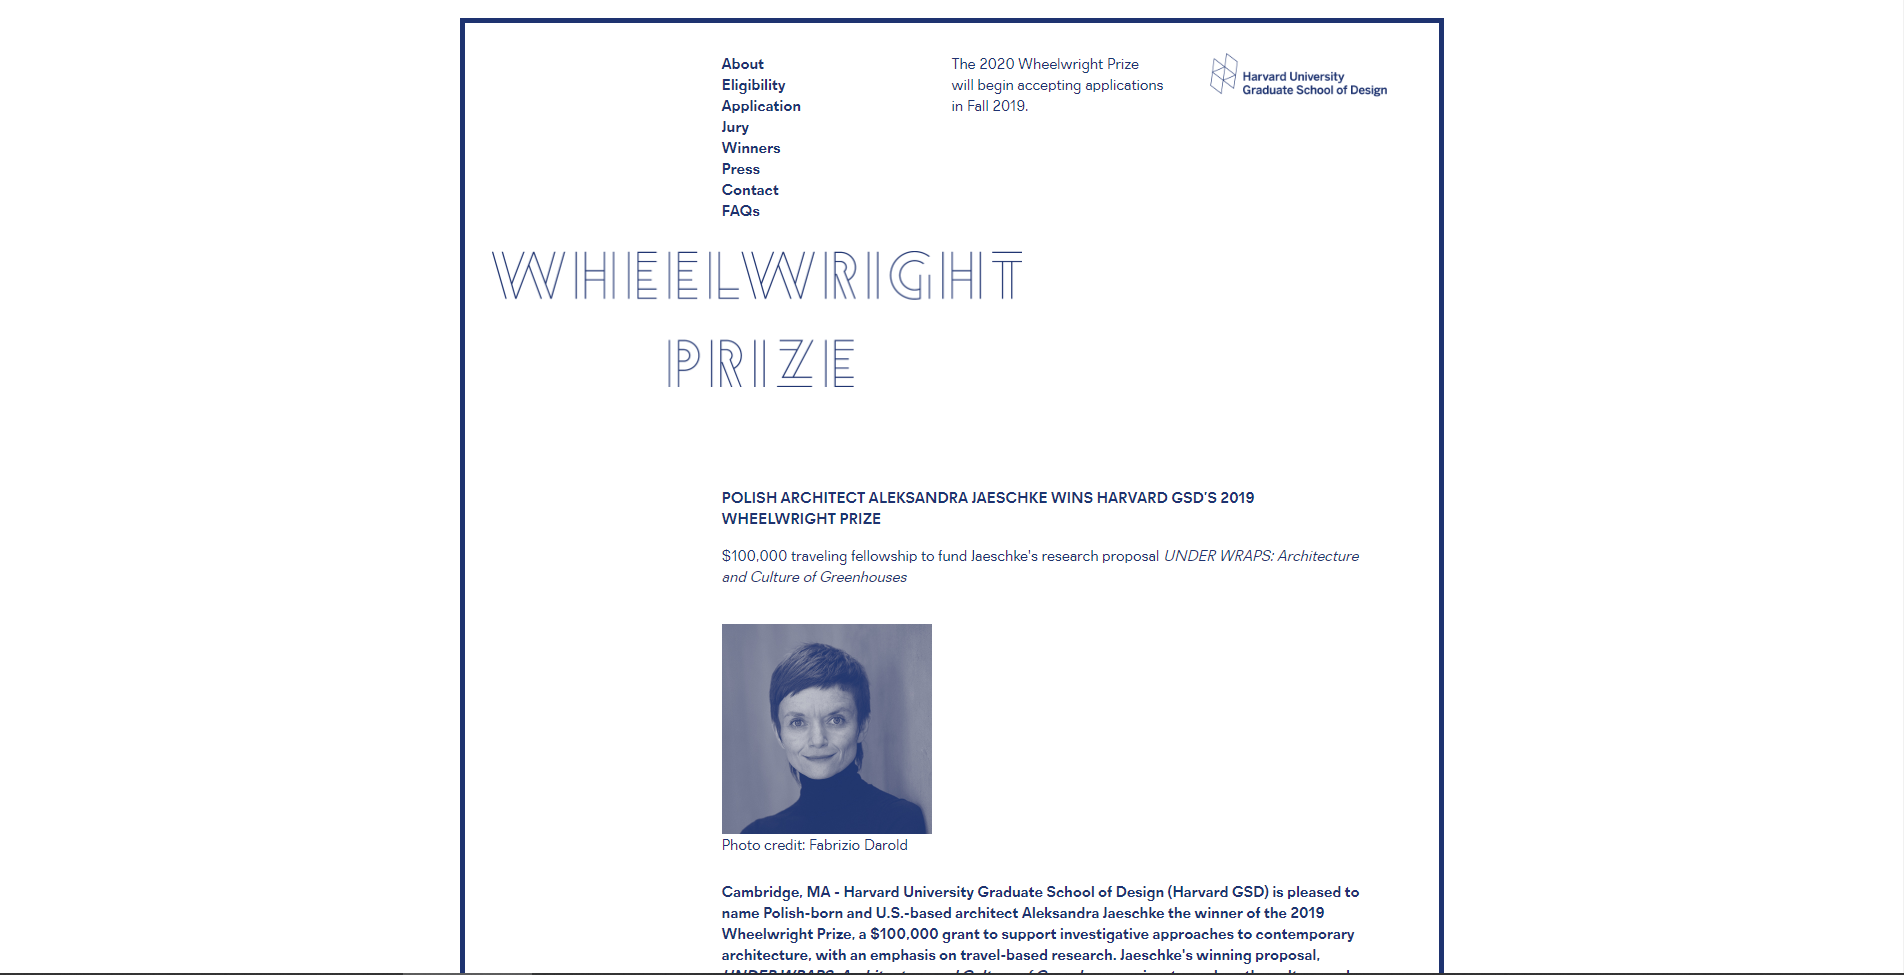 About
Eligibility
Application
Jury
Winners
Press
Contact
FAQs
The 2020 Wheelwright Prize
will begin accepting applications
in Fall 2019.
Harvard University
Graduate School of Design
WHEELWRIGHT
PRIZE
POLISH ARCHITECT ALEKSANDRA JAESCHKE WINS HARVARD GSD'S 2019
WHEELWRIGHT PRIZE
$100,000 traveling fellowship to fund Jaeschke's research proposal UNDER WRAPS: Architecture
and Culture of Greenhouses
Photo credit: Fabrizio Darold
Cambridge, MA - Harvard University Graduate School of Design (Harvard GSD) is pleased to
name Polish-born and U.S.-based architect Aleksandra Jaeschke the winner of the 2019
Wheelwright Prize, a $100,000 grant to support investigative approaches to contemporary
architecture, with an emphasis on travel-based research. Jaeschke's winning proposal,